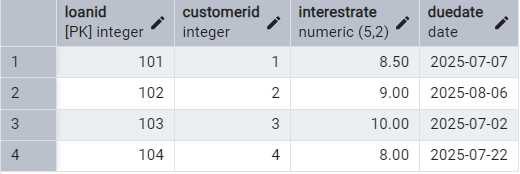 loanid customerid interestrate duedate
[PK] integer integer numeric (5,2) date
1 101 1 8.50 2025-07-07
2 102 2 9.00 2025-08-06
3 103 3 10.00 2025-07-02
4 104 4 8.00 2025-07-22